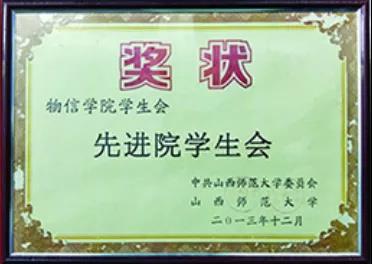 奖状
物信学院学生会
先进院学生会
中共山西师范大学委员会
山西师范大学
二〇一三年十二月